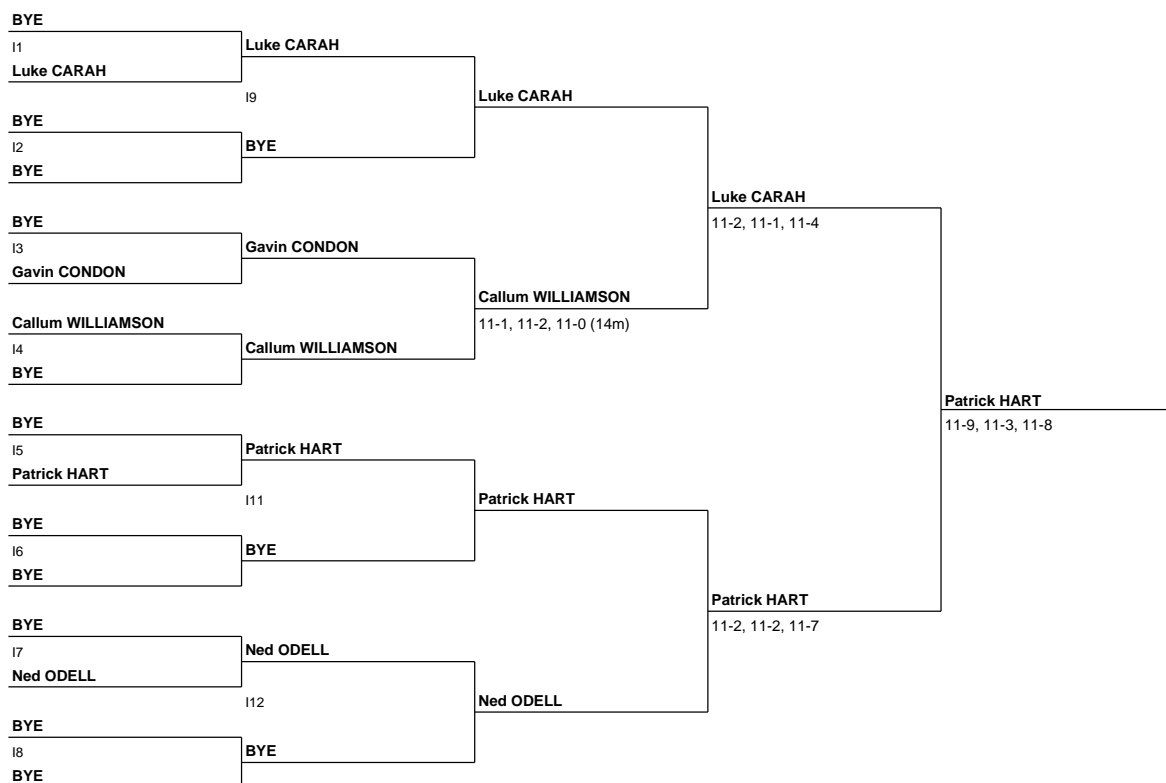 BYE
I1
Luke CARAH
BYE
I2
BYE
BYE
I3
Gavin CONDON
Callum WILLIAMSON
I4
BYE
BYE
I5
Patrick HART
BYE
I6
BYE
BYE
I7
Ned ODELL
BYE
I8
BYE
Luke CARAH
I9
BYE
Gavin CONDON
Callum WILLIAMSON
Patrick HART
I11
BYE
Ned ODELL
I12
BYE
Luke CARAH
Callum WILLIAMSON
11-1, 11-2, 11-0 (14m)
Patrick HART
Ned ODELL
Luke CARAH
11-2, 11-1, 11-4
Patrick HART
11-2, 11-2, 11-7
Patrick HART
11-9, 11-3, 11-8